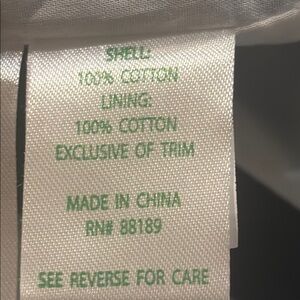 SHELL:
100% COTTON
LINING:
100% COTTON
EXCLUSIVE OF TRIM
MADE IN CHINA
RN# 88189
SEE REVERSE FOR CARE